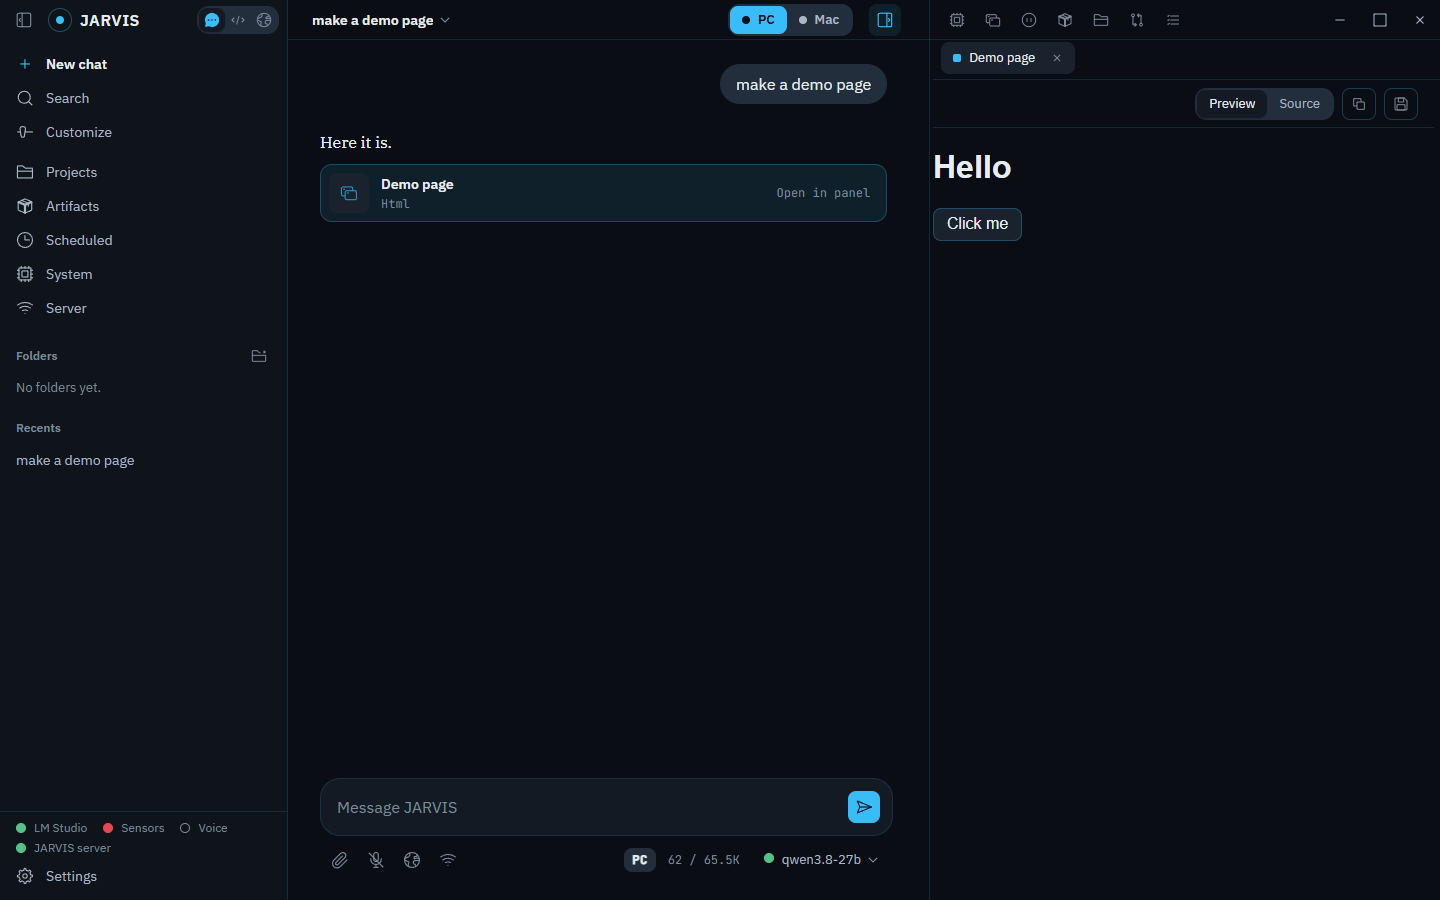 JARVIS
New chat
Search
Customize
Projects
Artifacts
Scheduled
System
Server
Folders
No folders yet.
Recents
make a demo page
LM Studio
Sensors
Voice
JARVIS server
Settings
make a demo page
PC
Mac
make a demo page
Here it is.
Demo page
Html
Open in panel
Message JARVIS
PC
62 / 65.5K
qwen3.8-27b
Demo page
Preview
Source
Hello
Click me